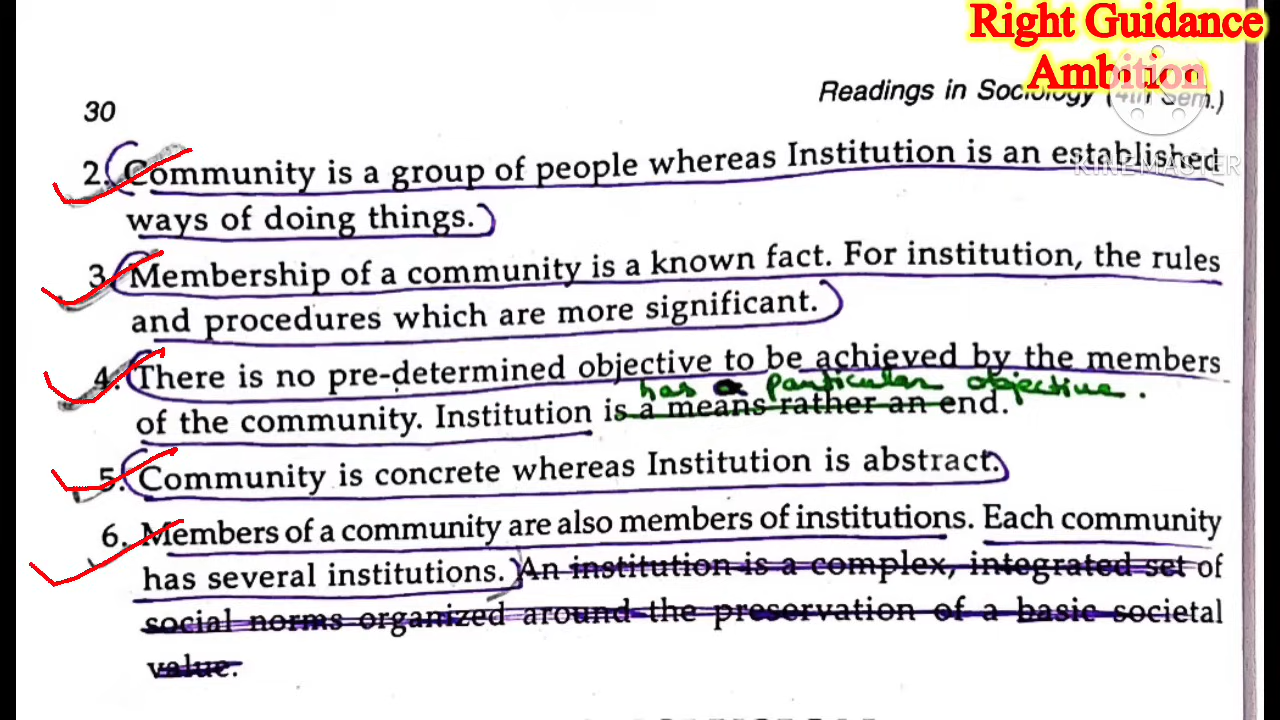 Right Guidance
Ambition
30
Readings in Sociology (4th Sem.)
KINEMASTER
2. Community is a group of people whereas Institution is an established
ways of doing things.
3. Membership of a community is a known fact. For institution, the rules
and procedures which are more significant.
4. There is no pre-determined objective to be achieved by the members
has a particular objective.
of the community. Institution is a means rather an end.
5. Community is concrete whereas Institution is abstract.
6. Members of a community are also members of institutions. Each community
has several institutions. An institution is a complex, integrated set of
social norms organized around the preservation of a basic societal
value.